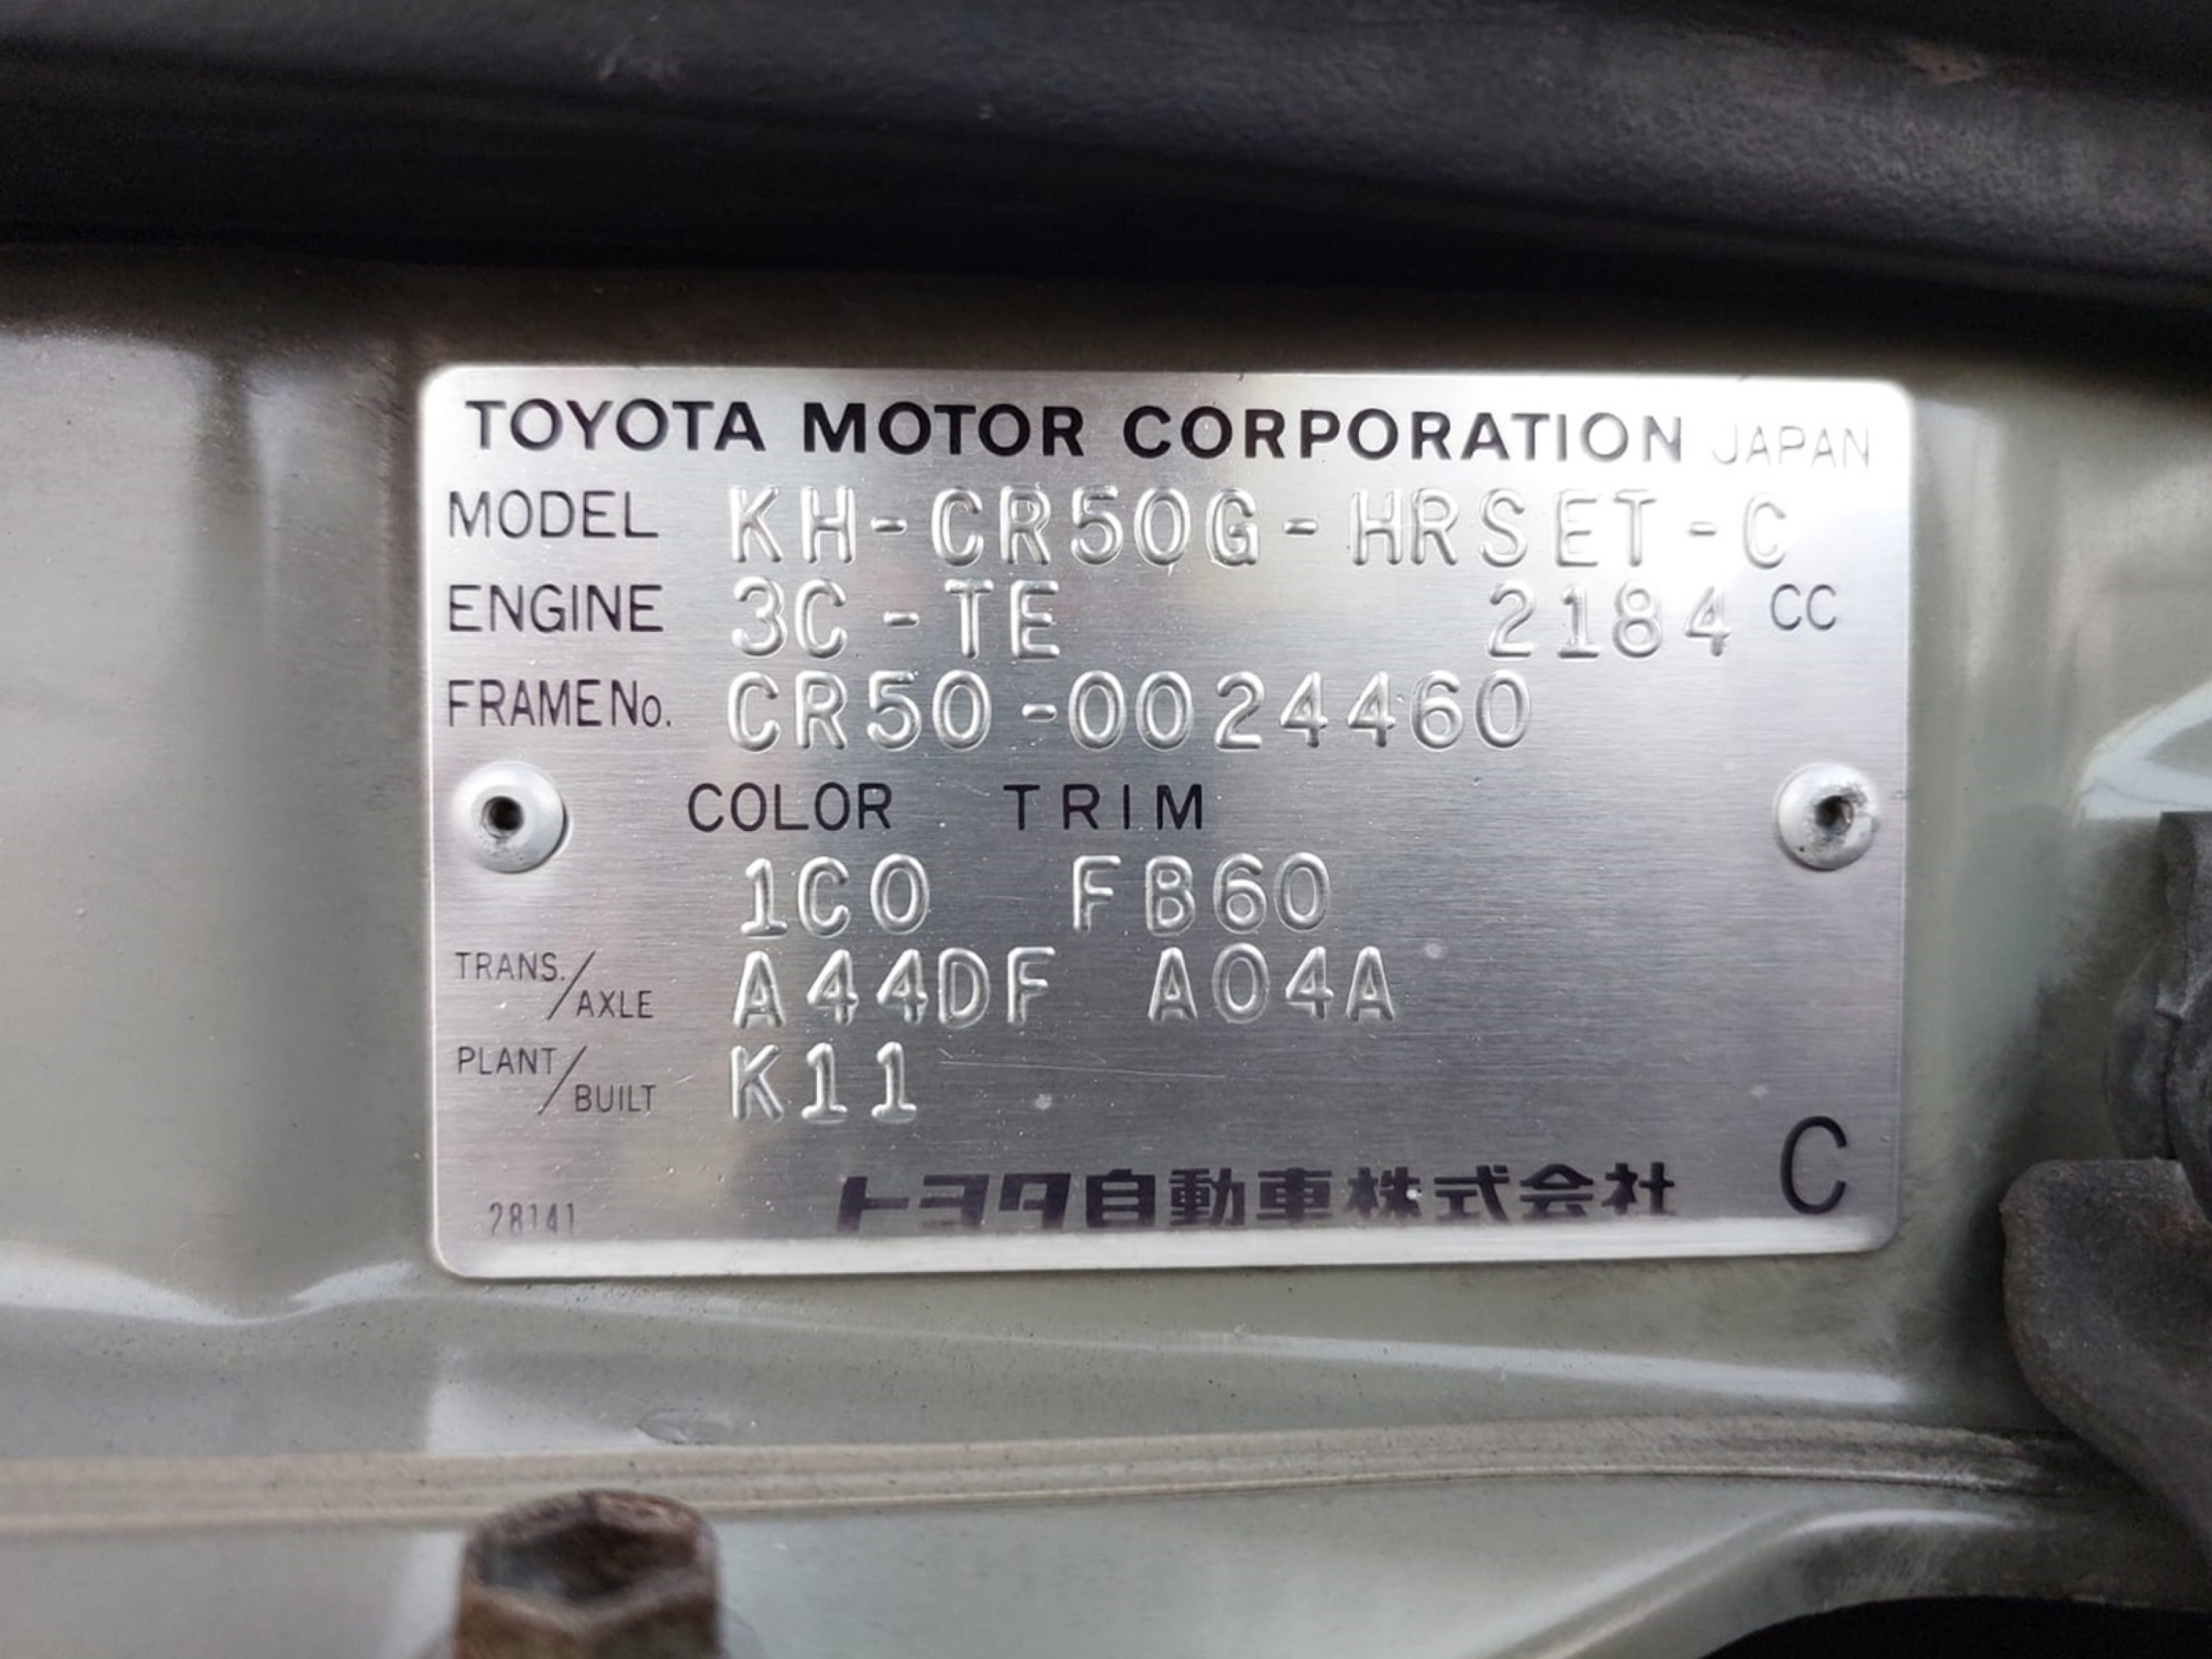 TOYOTA MOTOR CORPORATION JAPAN
MODEL KH-CR50G-HRSET-C
ENGINE 3C-TE 2184 CC
FRAME No. CR50-0024460
COLOR TRIM
1C0 FB60
TRANS./AXLE A44DF A04A
PLANT/BUILT K11
28141 トヨタ自動車株式会社 C